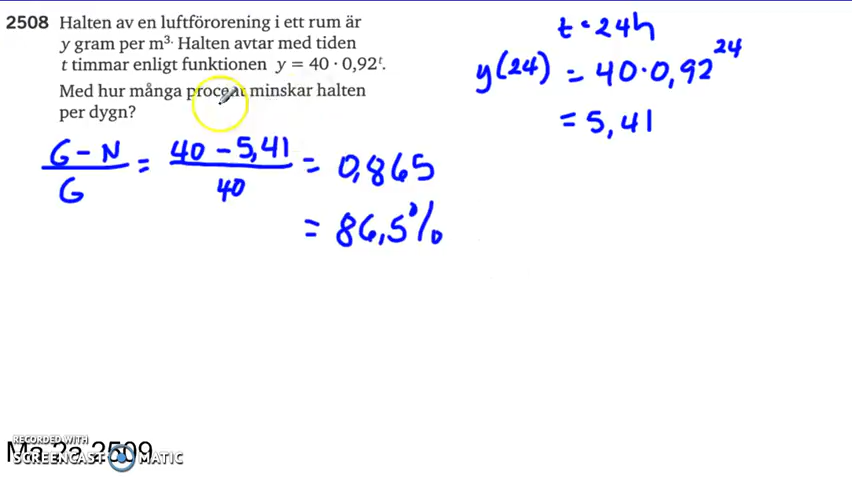 2508 Halten av en luftförorening i ett rum är
y gram per m³. Halten avtar med tiden
t timmar enligt funktionen y = 40 · 0,92ᵗ.
Med hur många procent minskar halten
per dygn?
t = 24h
y(24) = 40·0,92²⁴
= 5,41
G-N/G = 40-5,41/40 = 0,865
= 86,5%
Ma 2a 2509
RECORDED WITH
SCREENCAST MATIC